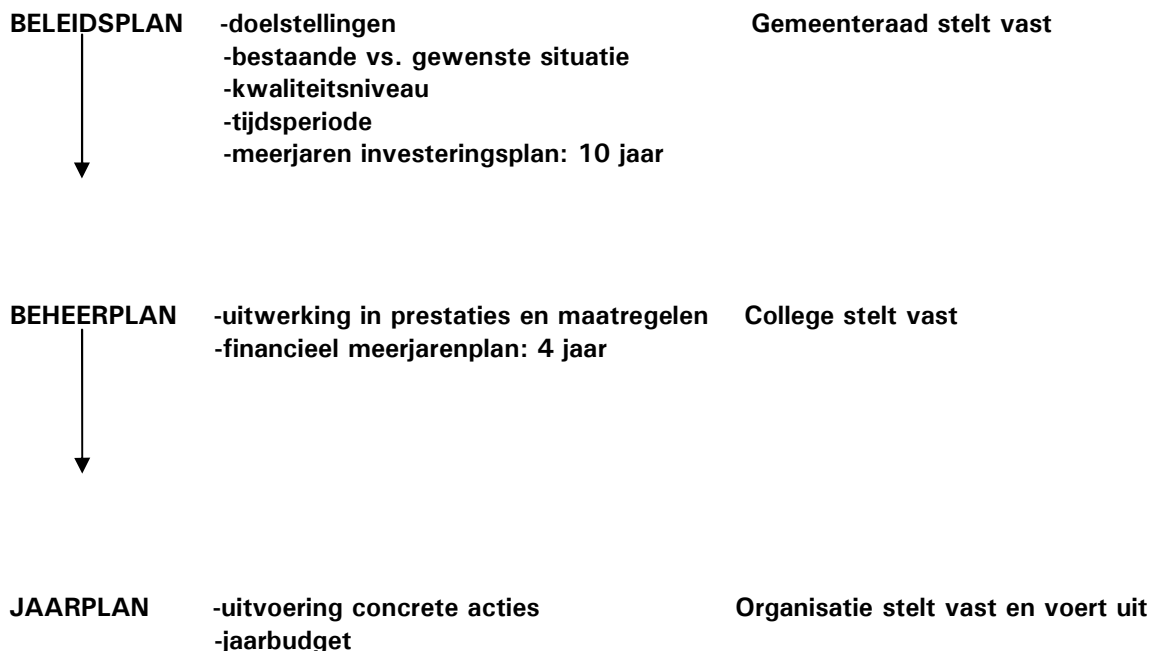 BELEIDSPLAN -doelstellingen Gemeenteraad stelt vast
-bestaande vs. gewenste situatie
-kwaliteitsniveau
-tijdsperiode
-meerjaren investeringsplan: 10 jaar
BEHEERPLAN -uitwerking in prestaties en maatregelen College stelt vast
-financieel meerjarenplan: 4 jaar
JAARPLAN -uitvoering concrete acties Organisatie stelt vast en voert uit
-jaarbudget